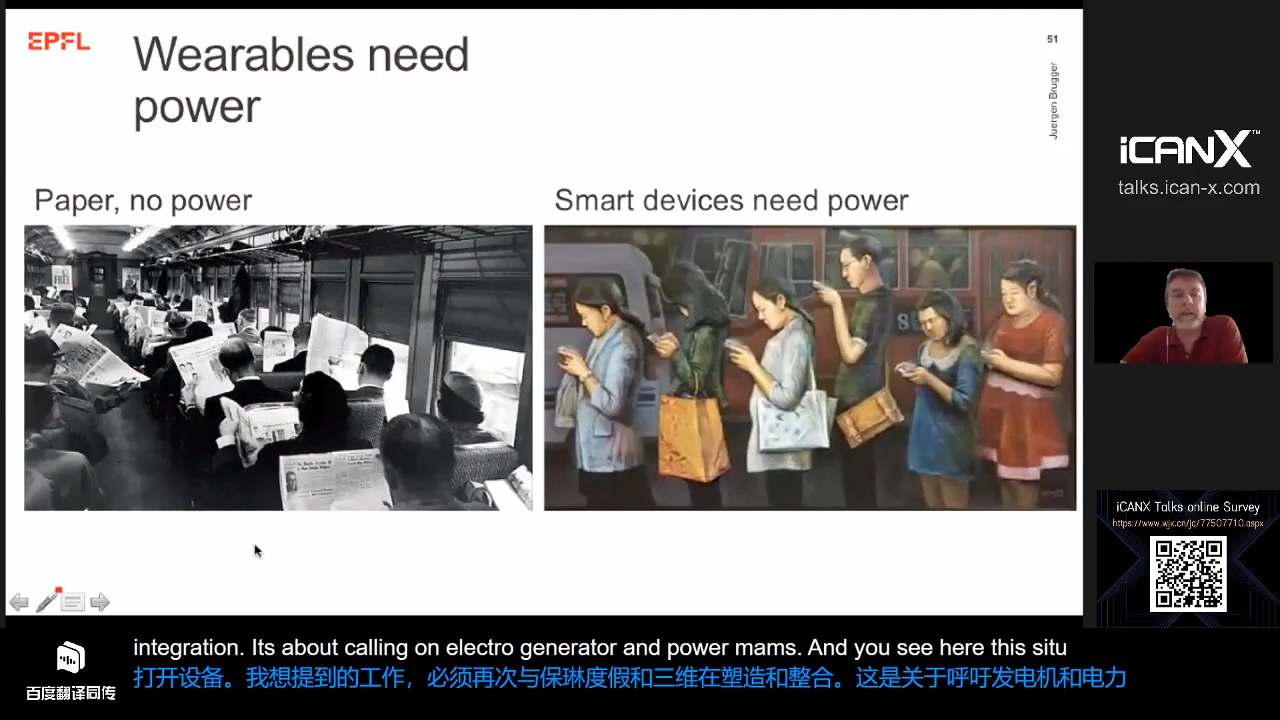 EPFL
Wearables need
power
51
Juergen Brugger
Paper, no power
Smart devices need power
iCANX™
talks.ican-x.com
iCANX Talks online Survey
https://www.wjx.cn/jq/77507710.aspx
integration. Its about calling on electro generator and power mams. And you see here this situ
打开设备。我想提到的工作，必须再次与保琳度假和三维在塑造和整合。这是关于呼吁发电机和电力
百度翻译同传